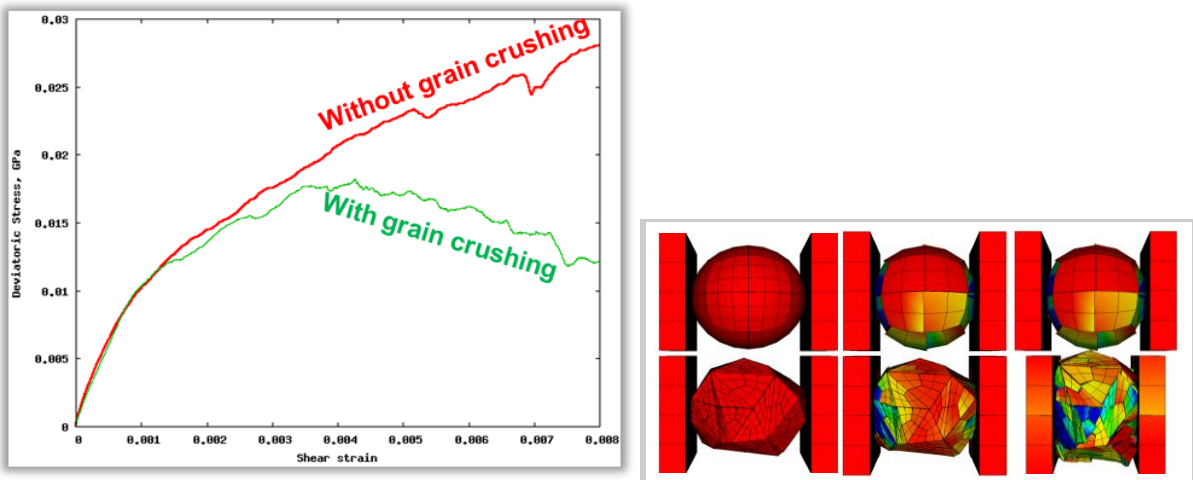 0.03
0.025
0.02
0.015
0.01
0.005
0
Deviatoric Stress, GPa
Without grain crushing
With grain crushing
0 0.001 0.002 0.003 0.004 0.005 0.006 0.007 0.008
Shear strain